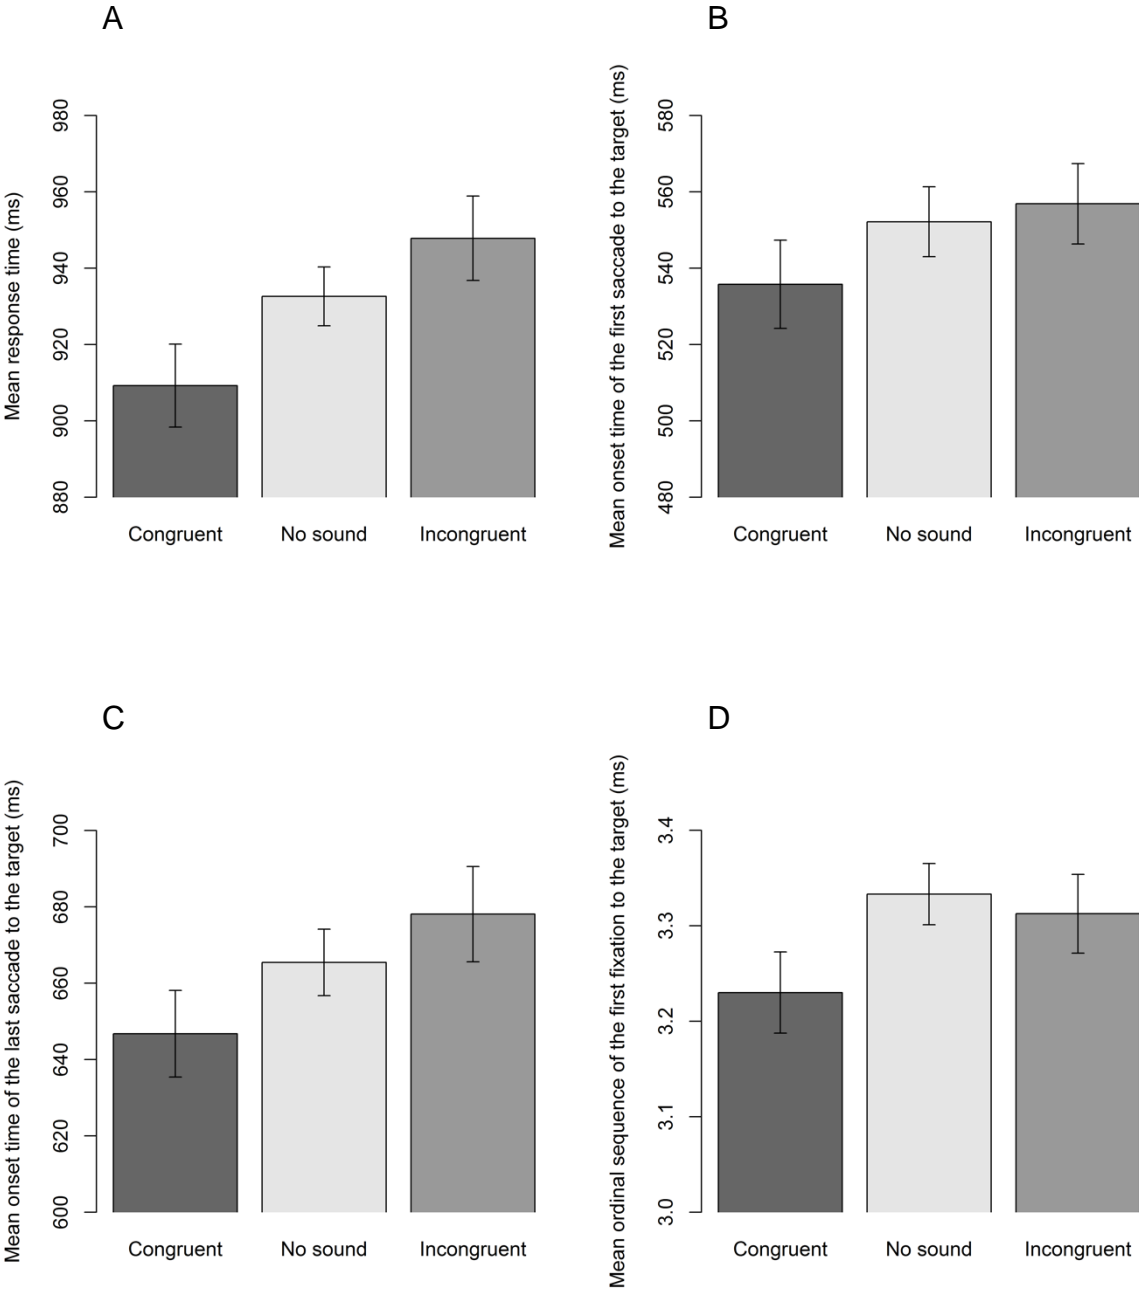 A
Mean response time (ms)
980
960
940
920
900
880
Congruent
No sound
Incongruent
B
Mean onset time of the first saccade to the target (ms)
580
560
540
520
500
480
Congruent
No sound
Incongruent
C
Mean onset time of the last saccade to the target (ms)
700
680
660
640
620
600
Congruent
No sound
Incongruent
D
Mean ordinal sequence of the first fixation to the target (ms)
3.4
3.3
3.2
3.1
3.0
Congruent
No sound
Incongruent